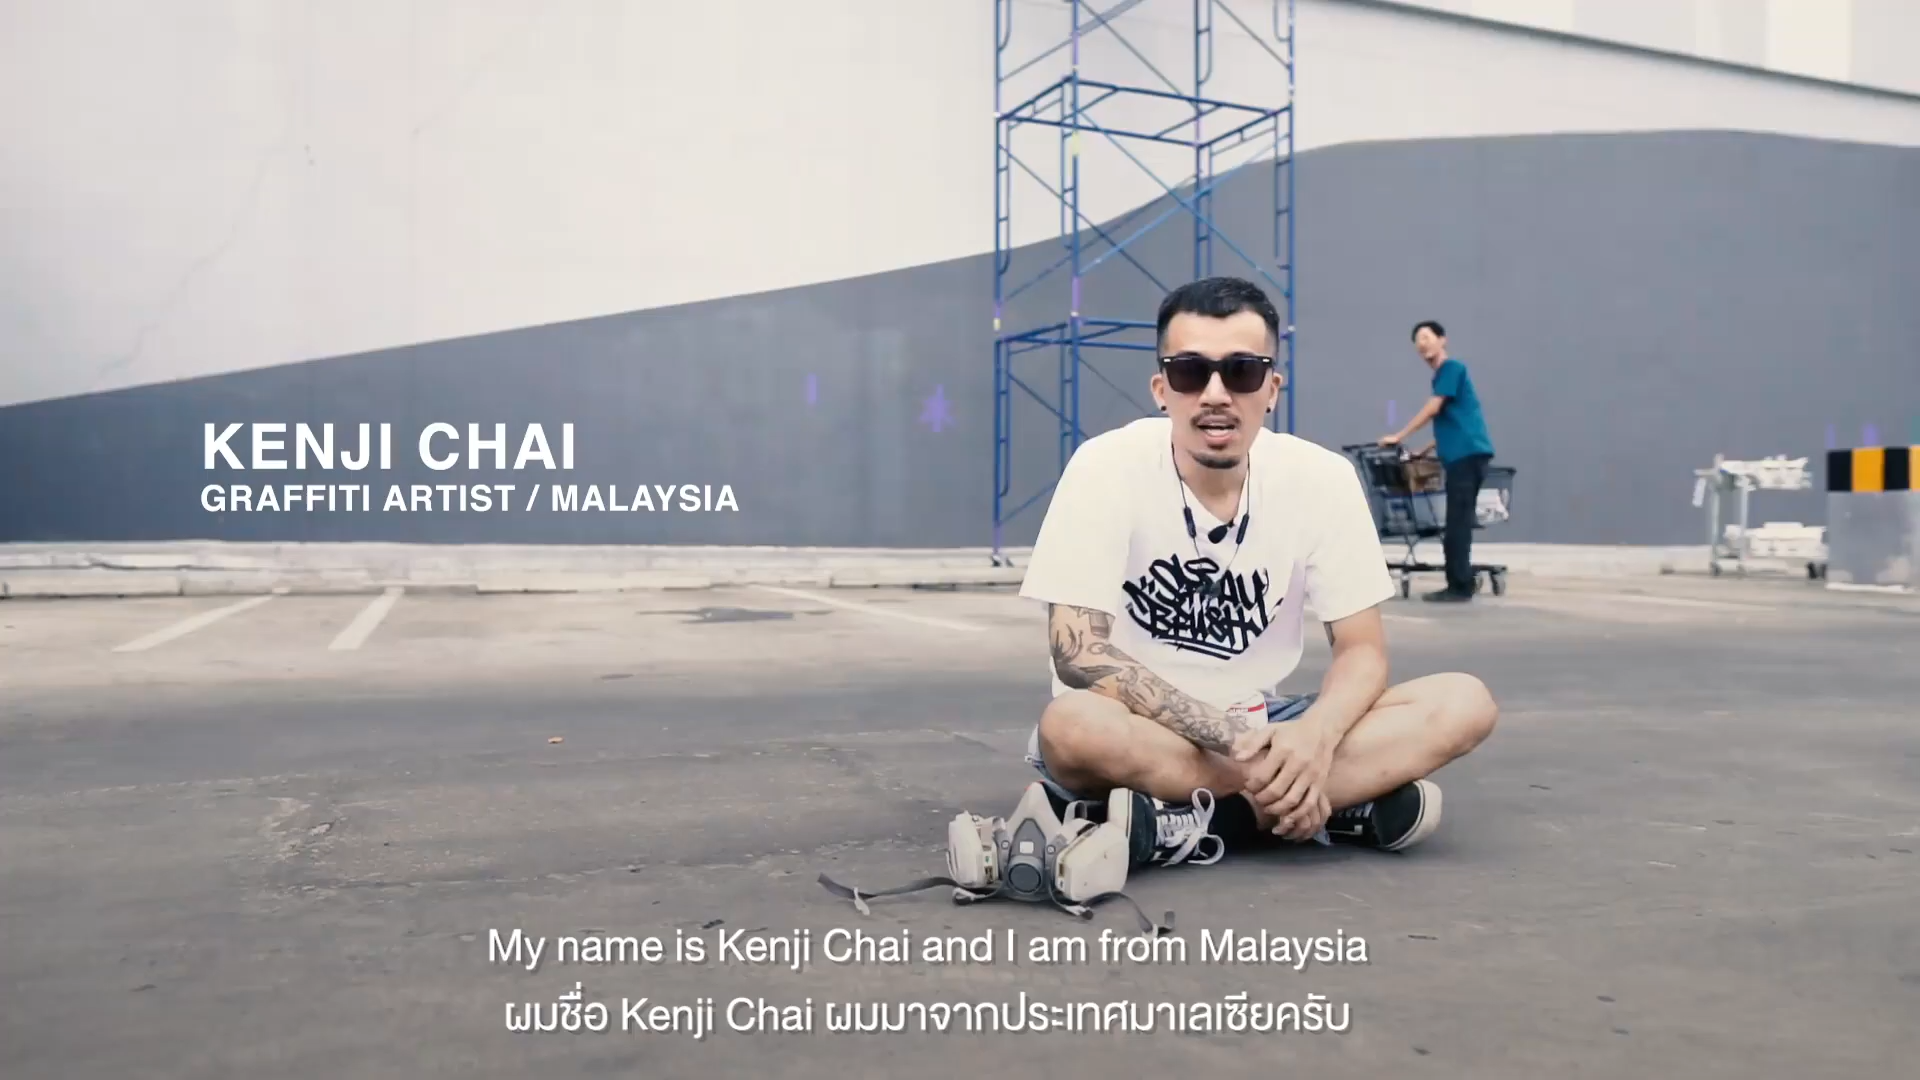 KENJI CHAI
GRAFFITI ARTIST / MALAYSIA
SPRAY
BRUSH
My name is Kenji Chai and I am from Malaysia
ผมชื่อ Kenji Chai ผมมาจากประเทศมาเลเซียครับ